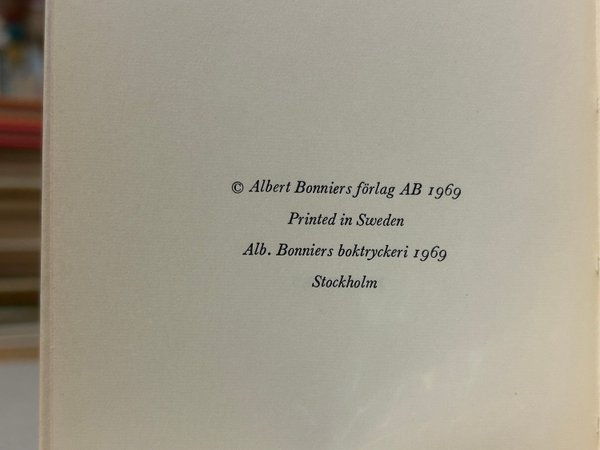 © Albert Bonniers förlag AB 1969
Printed in Sweden
Alb. Bonniers boktryckeri 1969
Stockholm